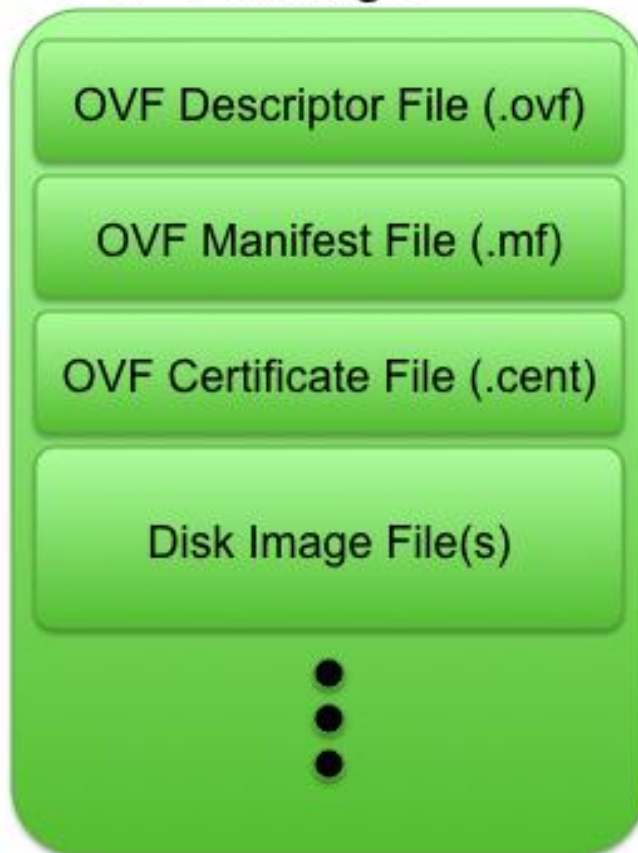 OVF Descriptor File (.ovf)
OVF Manifest File (.mf)
OVF Certificate File (.cent)
Disk Image File(s)